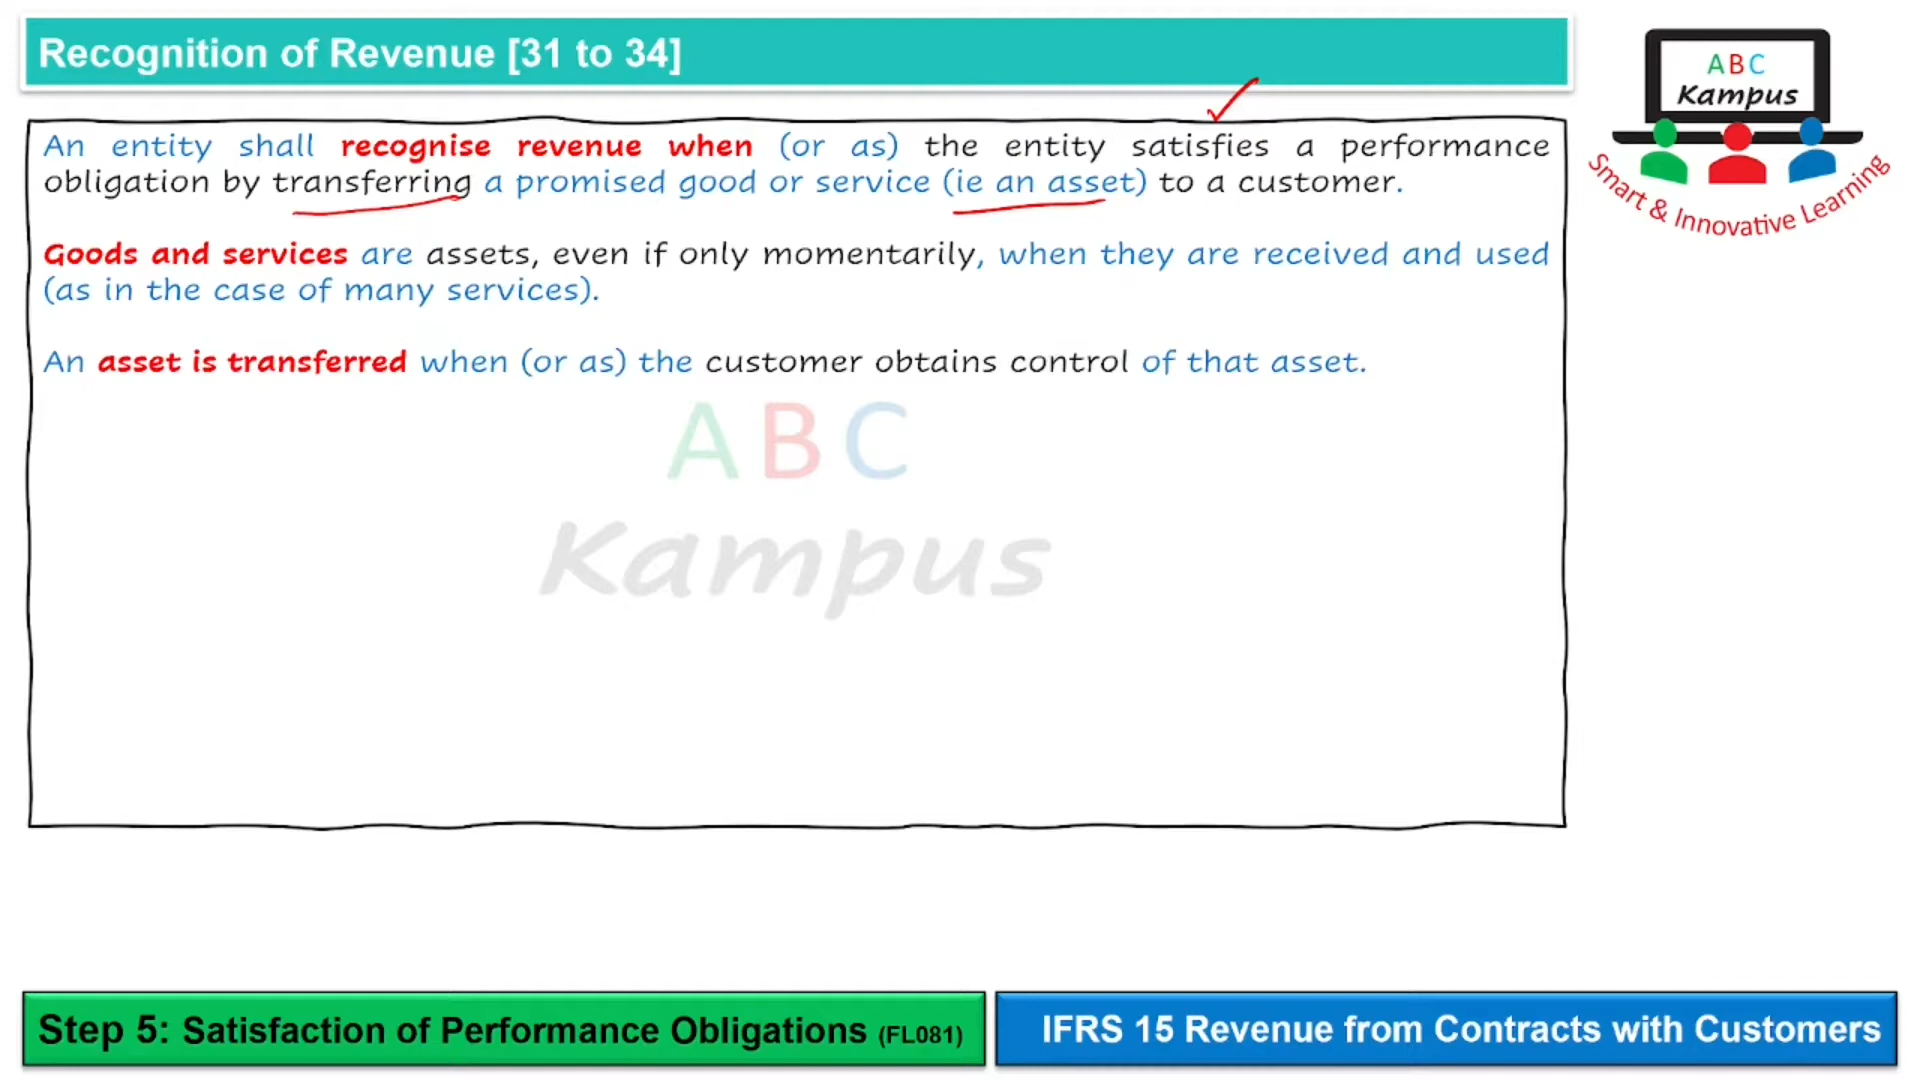 Recognition of Revenue [31 to 34]
ABC
Kampus
Smart & Innovative Learning
An entity shall recognise revenue when (or as) the entity satisfies a performance
obligation by transferring a promised good or service (ie an asset) to a customer.
Goods and services are assets, even if only momentarily, when they are received and used
(as in the case of many services).
An asset is transferred when (or as) the customer obtains control of that asset.
ABC
Kampus
Step 5: Satisfaction of Performance Obligations (FL081)
IFRS 15 Revenue from Contracts with Customers